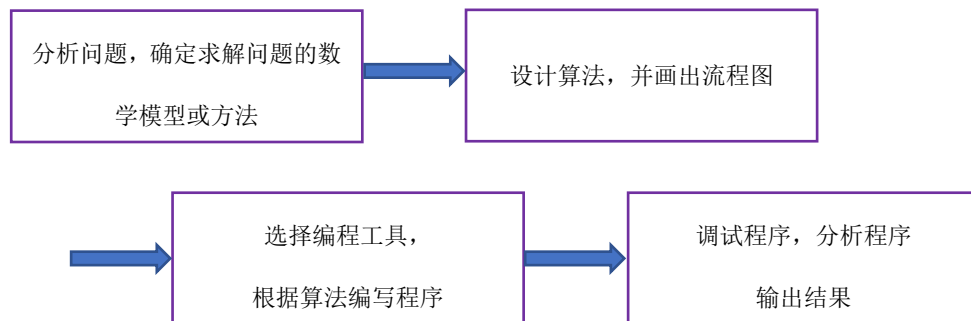 分析问题，确定求解问题的数
学模型或方法
设计算法，并画出流程图
选择编程工具，
根据算法编写程序
调试程序，分析程序
输出结果